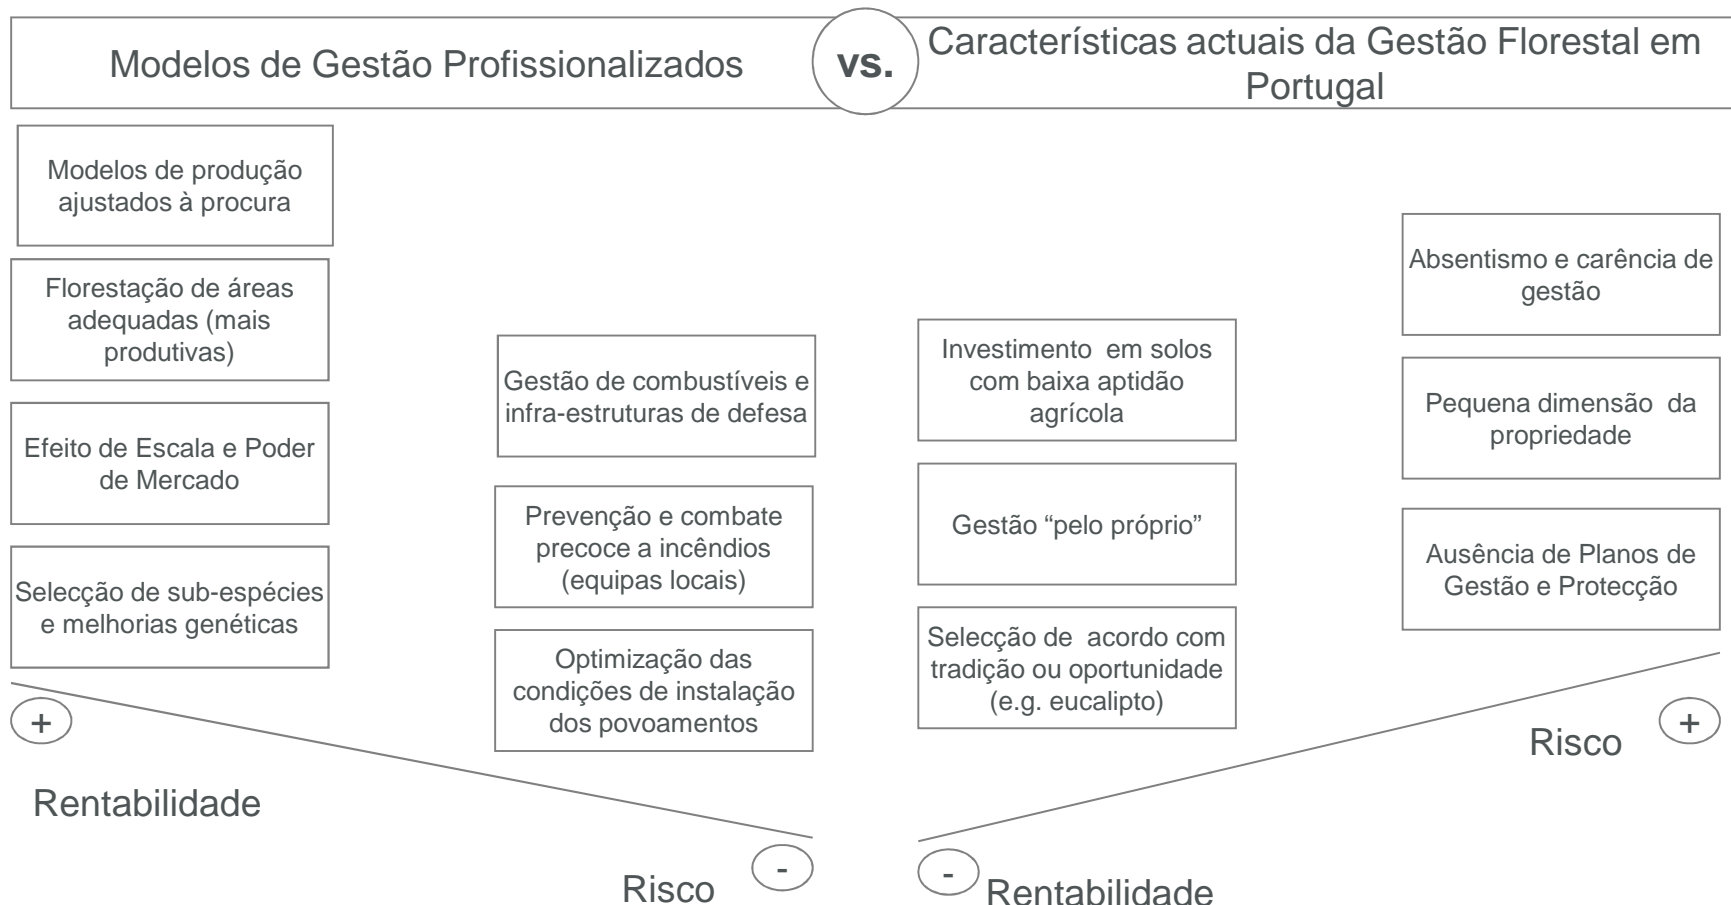 Modelos de Gestão Profissionalizados
vs.
Características actuais da Gestão Florestal em
Portugal
Modelos de produção
ajustados à procura
Florestação de áreas
adequadas (mais
produtivas)
Efeito de Escala e Poder
de Mercado
Selecção de sub-espécies
e melhorias genéticas
Gestão de combustíveis e
infra-estruturas de defesa
Prevenção e combate
precoce a incêndios
(equipas locais)
Optimização das
condições de instalação
dos povoamentos
Investimento em solos
com baixa aptidão
agrícola
Gestão “pelo próprio”
Selecção de acordo com
tradição ou oportunidade
(e.g. eucalipto)
Absentismo e carência de
gestão
Pequena dimensão da
propriedade
Ausência de Planos de
Gestão e Protecção
+
Rentabilidade
-
Risco
-
Rentabilidade
+
Risco